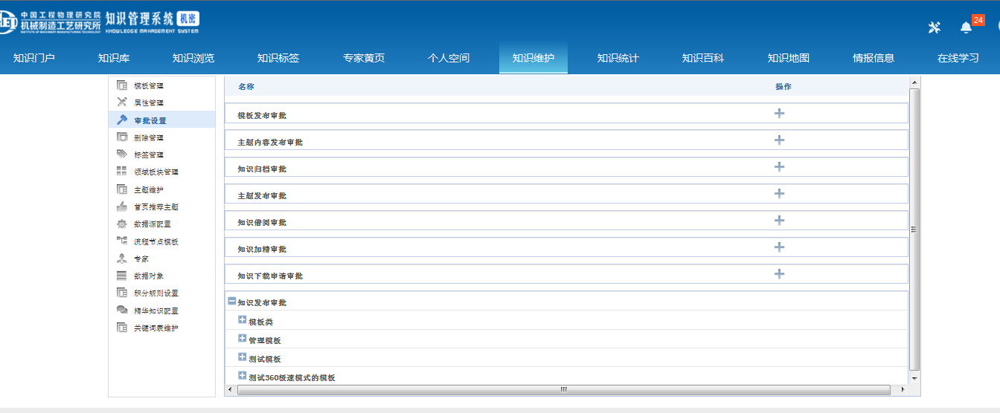 中国工程物理研究院
机械制造工艺研究所
INSTITUTE OF MACHINERY MANUFACTURING TECHNOLOGY
知识管理系统 机密
KNOWLEDGE MANAGEMENT SYSTEM
24
知识门户 知识库 知识浏览 知识标签 专家黄页 个人空间 知识维护 知识统计 知识百科 知识地图 情报信息 在线学习
模板管理
属性管理
审批设置
删除管理
标签管理
领域板块管理
主题维护
首页推荐主题
数据源配置
流程节点模板
专家
数据对象
积分规则设置
精华知识配置
关键词表维护
名称 操作
模板发布审批
主题内容发布审批
知识归档审批
主题发布审批
知识借阅审批
知识加精审批
知识下载申请审批
知识发布审批
模板类
管理模板
测试模板
测试360极速模式的模板